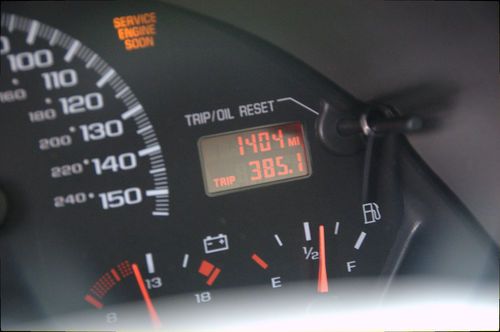 SERVICE
ENGINE
SOON
100
160 110
180 120
TRIP/OIL RESET
200 130
1404 MI
220 140
TRIP 385.1
240 150
13
1/2
8
18
E
F